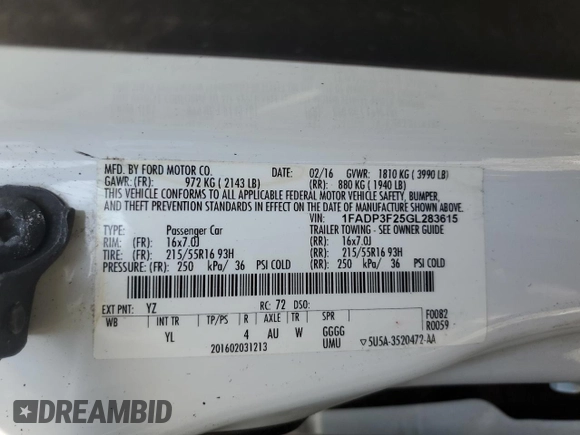 MFD. BY FORD MOTOR CO.
DATE: 02/16 GVWR: 1810 KG ( 3990 LB)
GAWR: (FR): 972 KG ( 2143 LB) (RR): 880 KG ( 1940 LB)
THIS VEHICLE CONFORMS TO ALL APPLICABLE FEDERAL MOTOR VEHICLE SAFETY, BUMPER,
AND THEFT PREVENTION STANDARDS IN EFFECT ON THE DATE OF MANUFACTURE SHOWN ABOVE.
VIN: 1FADP3F25GL283615
TYPE: Passenger Car TRAILER TOWING - SEE OWNER GUIDE
RIM: (FR): 16x7.0J (RR): 16x7.0J
TIRE: (FR): 215/55R16 93H (RR): 215/55R16 93H
PRESSURE: (FR) 250 kPa/ 36 PSI COLD (RR) 250 kPa/ 36 PSI COLD
EXT PNT: YZ RC: 72 DSO:
WB INT TR TP/PS R AXLE TR SPR F0082
YL 4 AU W GGGG R0059
201602031213 UMU ▽5U5A-3520472-AA
DREAMBID